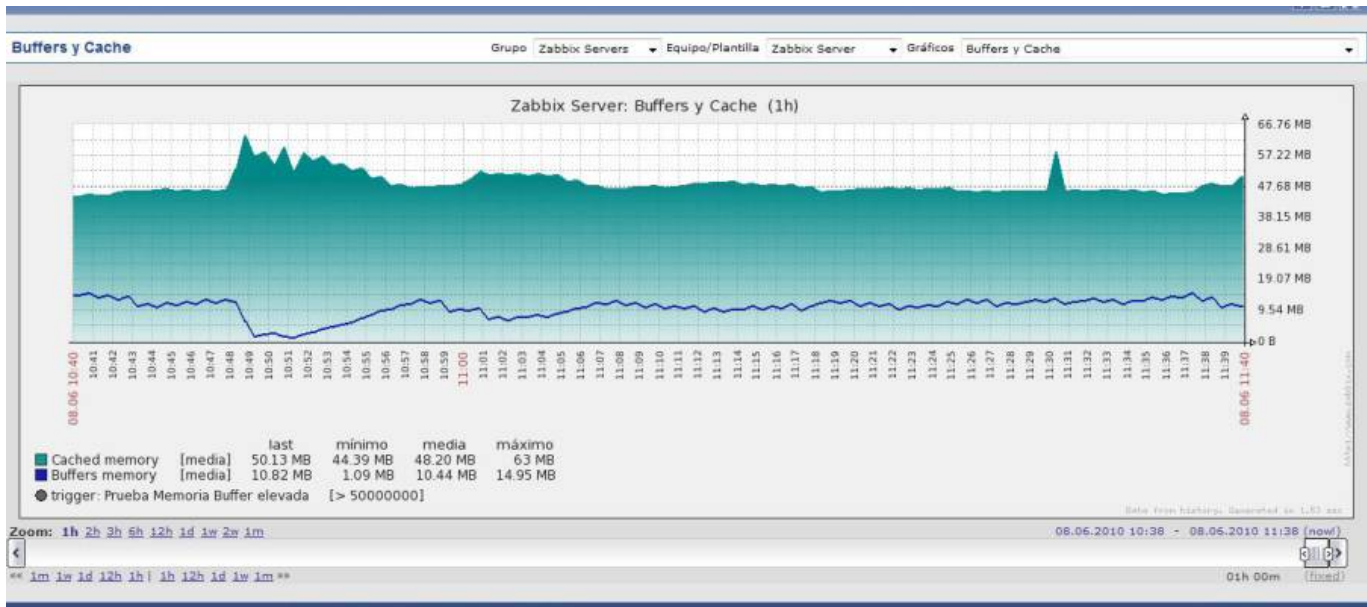 Buffers y Cache Grupo Zabbix Servers Equipo/Plantilla Zabbix Server Gráficos Buffers y Cache
Zabbix Server: Buffers y Cache (1h)
66.76 MB
57.22 MB
47.68 MB
38.15 MB
28.61 MB
19.07 MB
9.54 MB
0 B
08.06 10:40 10:41 10:42 10:43 10:44 10:45 10:46 10:47 10:48 10:49 10:50 10:51 10:52 10:53 10:54 10:55 10:56 10:57 10:58 10:59 11:00 11:01 11:02 11:03 11:04 11:05 11:06 11:07 11:08 11:09 11:10 11:11 11:12 11:13 11:14 11:15 11:16 11:17 11:18 11:19 11:20 11:21 11:22 11:23 11:24 11:25 11:26 11:27 11:28 11:29 11:30 11:31 11:32 11:33 11:34 11:35 11:36 11:37 11:38 11:39 08.06 11:40
last mínimo media máximo
Cached memory [media] 50.13 MB 44.39 MB 48.20 MB 63 MB
Buffers memory [media] 10.82 MB 1.09 MB 10.44 MB 14.95 MB
trigger: Prueba Memoria Buffer elevada [> 50000000]
Data from history. Generated in 1.83 sec
Zoom: 1h 2h 3h 6h 12h 1d 1w 2w 1m 08.06.2010 10:38 - 08.06.2010 11:38 (now!)
«« 1m 1w 1d 12h 1h | 1h 12h 1d 1w 1m »» 01h 00m (fixed)